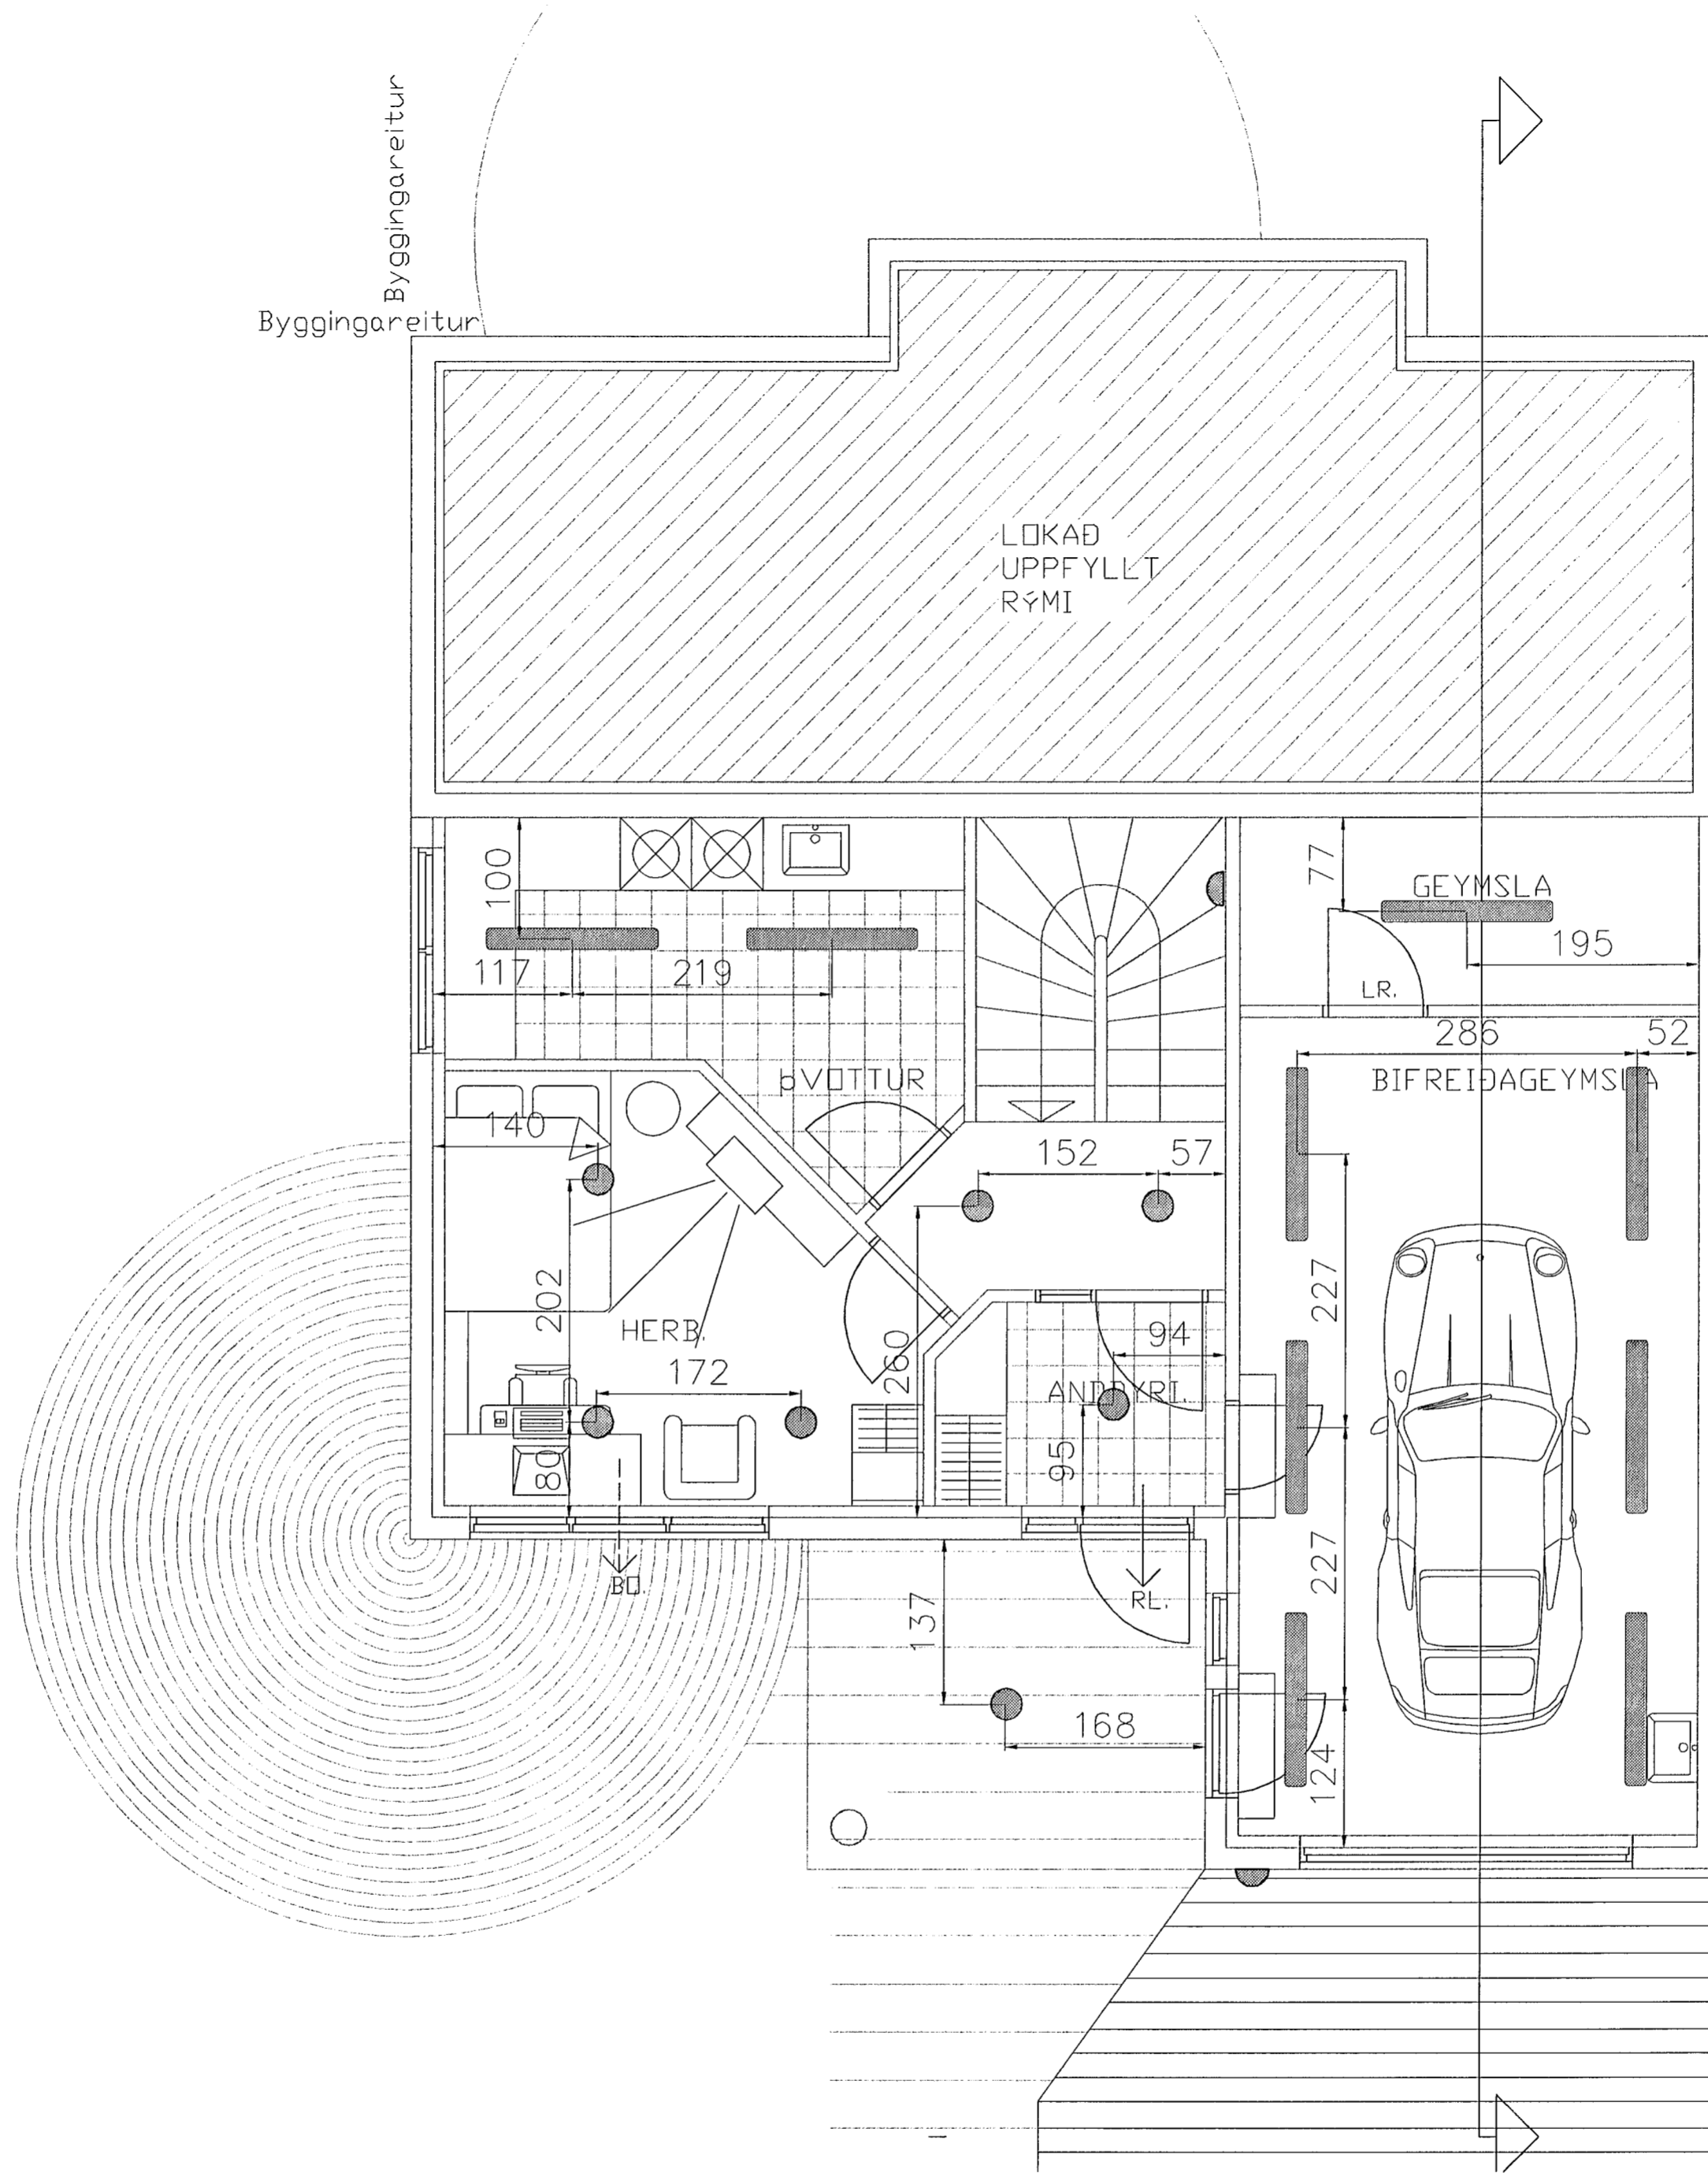 Byggingareitur
Byggingareitur
LOKAÐ
UPPFYLLT
RÝMI
100
77
GEYMSLA
195
117
219
LR.
286
52
ÞVOTTUR
BIFREIÐAGEYMSLA
140
152
57
202
227
HERB.
94
260
172
ANDDYRI.
95
80
227
BO.
RL.
137
168
124